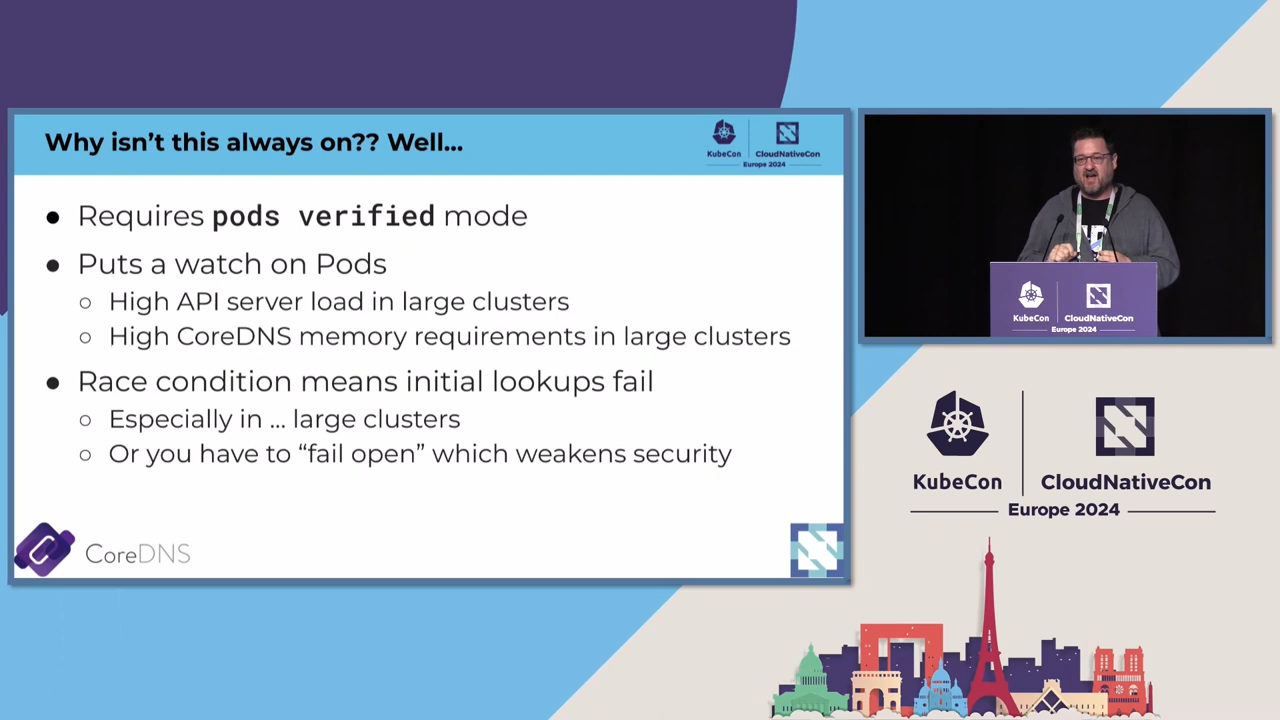 Why isn't this always on?? Well...
KubeCon
CloudNativeCon
Europe 2024
● Requires pods verified mode
● Puts a watch on Pods
○ High API server load in large clusters
○ High CoreDNS memory requirements in large clusters
● Race condition means initial lookups fail
○ Especially in ... large clusters
○ Or you have to “fail open” which weakens security
CoreDNS
KubeCon
CloudNativeCon
Europe 2024
KubeCon
CloudNativeCon
Europe 2024